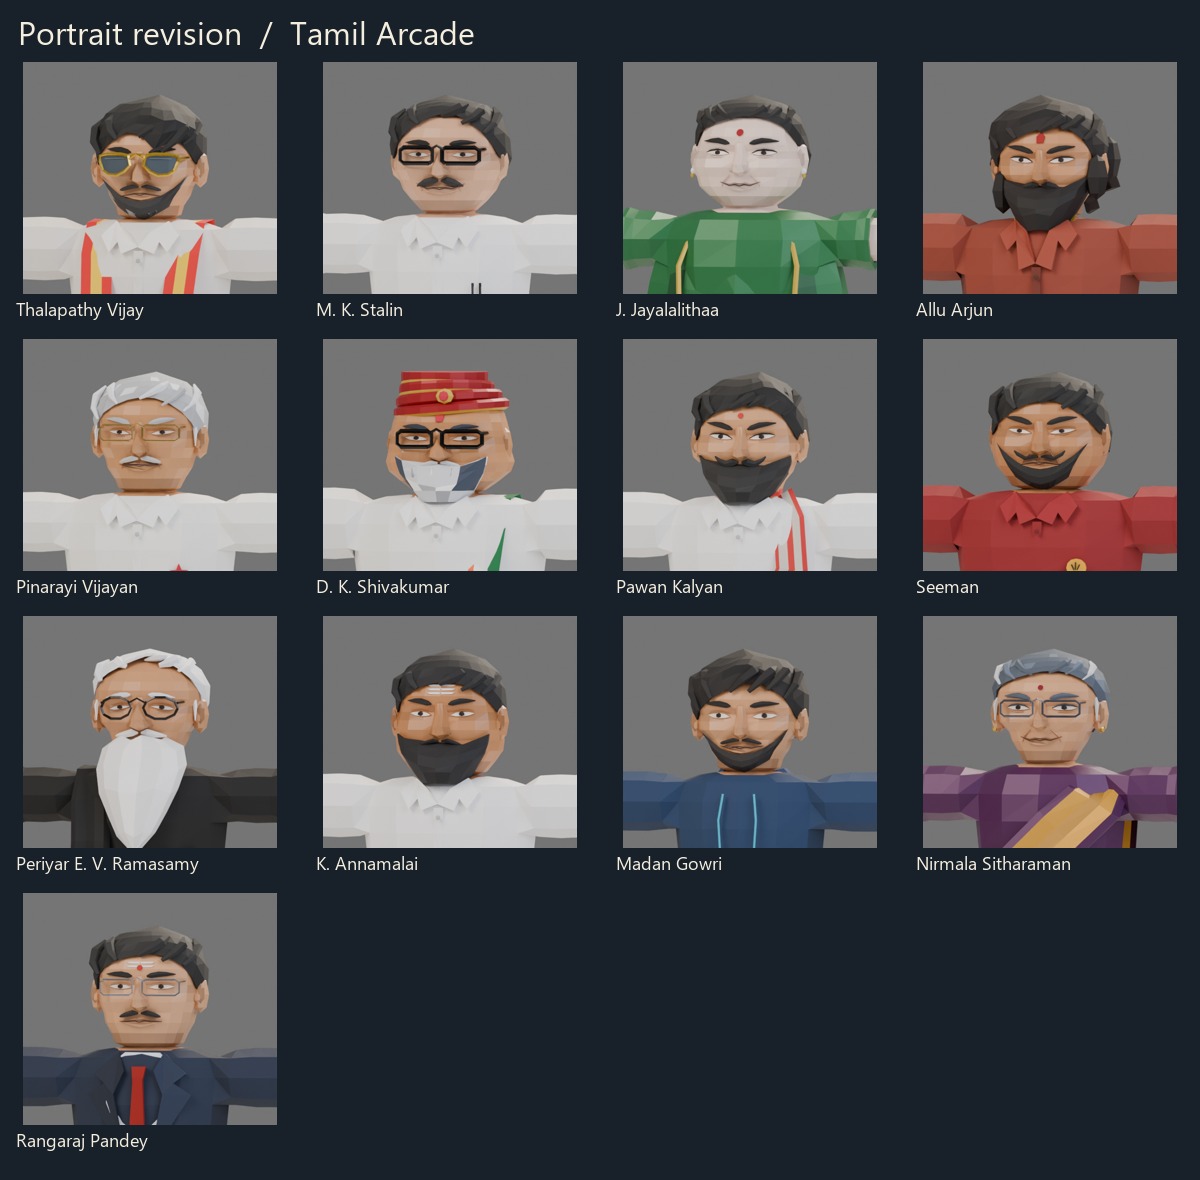 Portrait revision / Tamil Arcade
Thalapathy Vijay
M. K. Stalin
J. Jayalalithaa
Allu Arjun
Pinarayi Vijayan
D. K. Shivakumar
Pawan Kalyan
Seeman
Periyar E. V. Ramasamy
K. Annamalai
Madan Gowri
Nirmala Sitharaman
Rangaraj Pandey